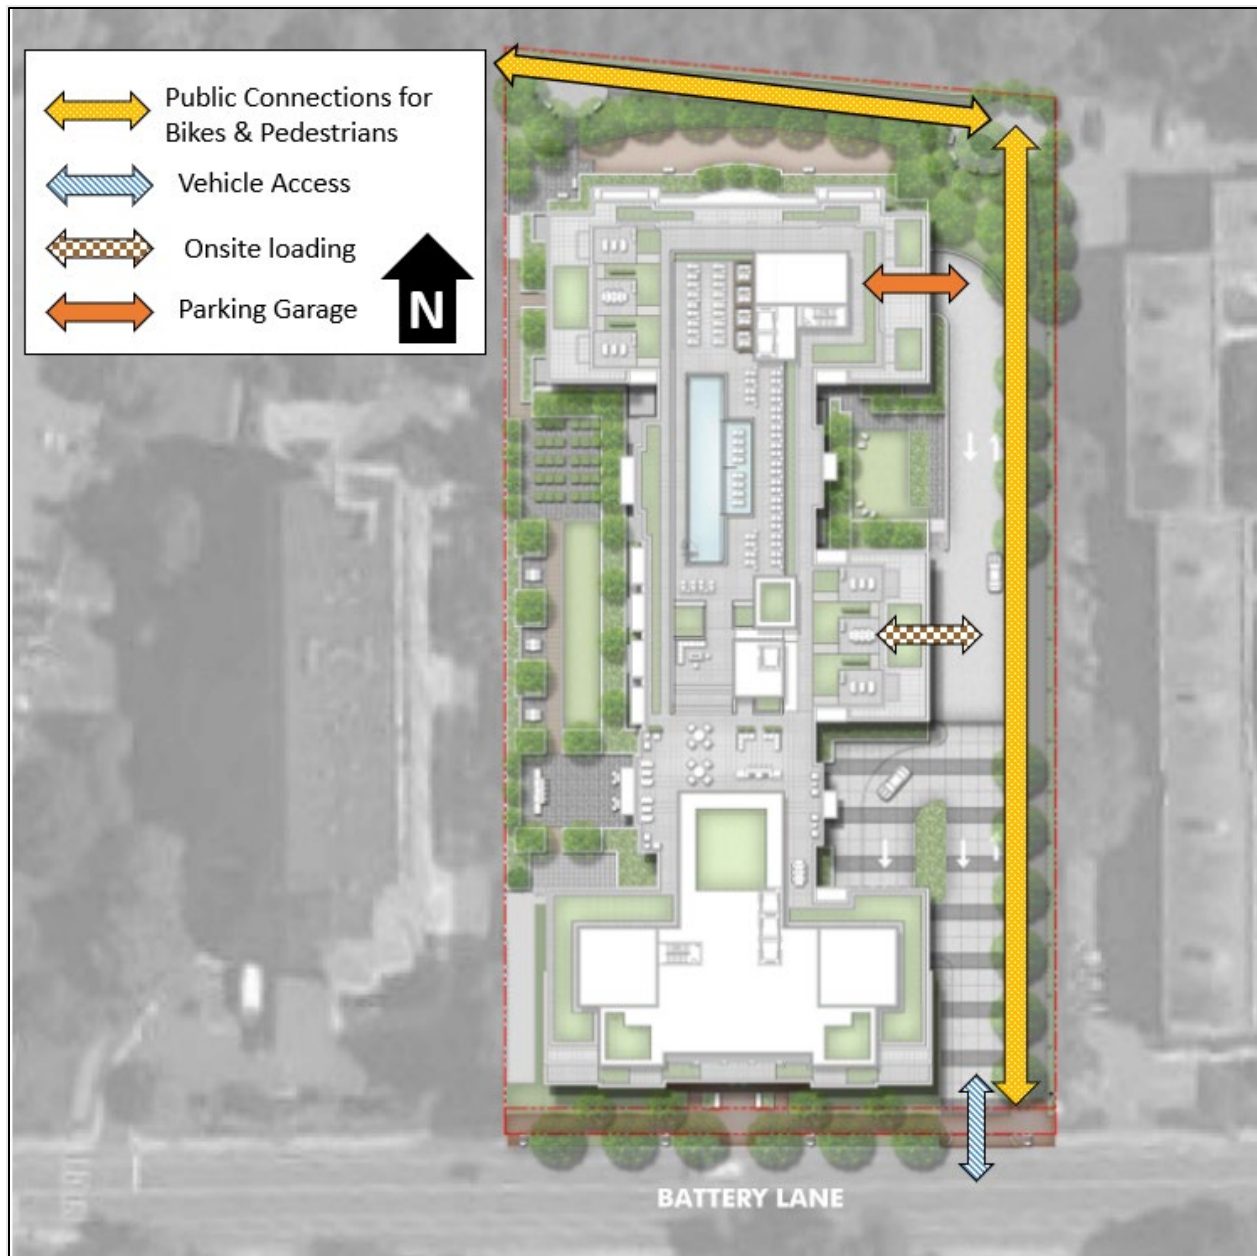 Public Connections for
Bikes & Pedestrians
Vehicle Access
Onsite loading
Parking Garage
N
BATTERY LANE